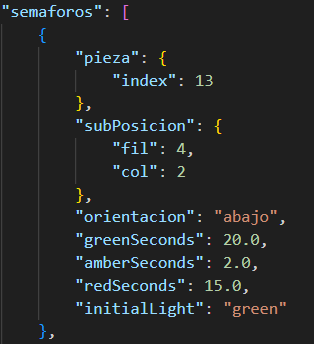 "semaforos": [
{
"pieza": {
"index": 13
},
"subPosicion": {
"fil": 4,
"col": 2
},
"orientacion": "abajo",
"greenSeconds": 20.0,
"amberSeconds": 2.0,
"redSeconds": 15.0,
"initialLight": "green"
},